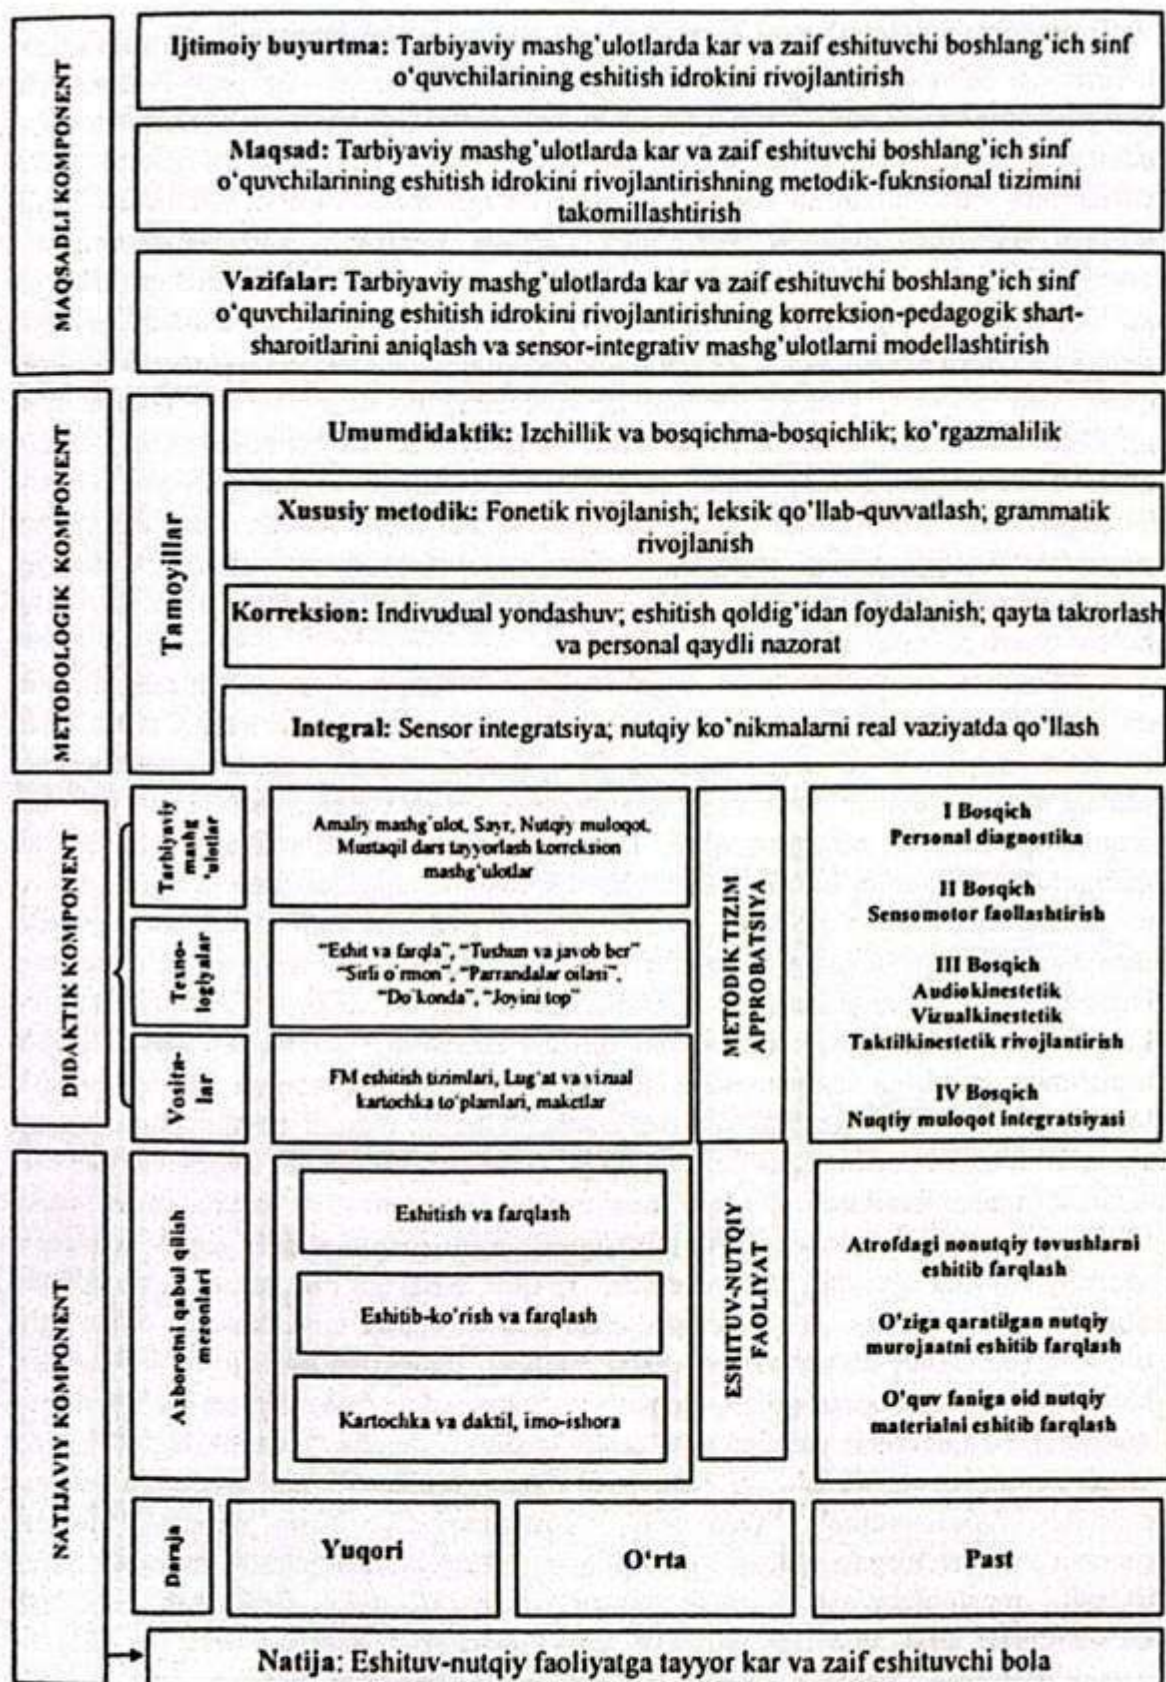 MAQSADLI KOMPONENT
Ijtimoiy buyurtma: Tarbiyaviy mashg'ulotlarda kar va zaif eshituvchi boshlang'ich sinf
o'quvchilarining eshitish idrokini rivojlantirish
Maqsad: Tarbiyaviy mashg'ulotlarda kar va zaif eshituvchi boshlang'ich sinf
o'quvchilarining eshitish idrokini rivojlantirishning metodik-fuknsional tizimini
takomillashtirish
Vazifalar: Tarbiyaviy mashg'ulotlarda kar va zaif eshituvchi boshlang'ich sinf
o'quvchilarining eshitish idrokini rivojlantirishning korreksion-pedagogik shart-
sharoitlarini aniqlash va sensor-integrativ mashg'ulotlarni modellashtirish
METODOLOGIK KOMPONENT
Tamoyillar
Umumdidaktik: Izchillik va bosqichma-bosqichlik; ko'rgazmalilik
Xususiy metodik: Fonetik rivojlanish; leksik qo'llab-quvvatlash; grammatik
rivojlanish
Korreksion: Indivudual yondashuv; eshitish qoldig'idan foydalanish; qayta takrorlash
va personal qaydli nazorat
Integral: Sensor integratsiya; nutqiy ko'nikmalarni real vaziyatda qo'llash
DIDAKTIK KOMPONENT
Tarbiyaviy
mashg
'ulotlar
Amaliy mashg'ulot, Sayr, Nutqiy muloqot,
Mustaqil dars tayyorlash korreksion
mashg'ulotlar
Texno-
logiyalar
"Eshit va farqla", "Tushun va javob ber"
"Sirli o'rmon", "Parrandalar oilasi",
"Do'konda", "Joyini top"
Vosita-
lar
FM eshitish tizimlari, Lug'at va vizual
kartochka to'plamlari, maketlar
METODIK TIZIM
APPROBATSIYA
I Bosqich
Personal diagnostika
II Bosqich
Sensomotor faollashtirish
III Bosqich
Audiokinestetik
Vizualkinestetik
Taktilkinestetik rivojlantirish
IV Bosqich
Nuqtiy muloqot integratsiyasi
NATIJAVIY KOMPONENT
Axborotni qabul qilish
mezonlari
Eshitish va farqlash
Eshitib-ko'rish va farqlash
Kartochka va daktil, imo-ishora
ESHITUV-NUTQIY
FAOLIYAT
Atrofdagi nonutqiy tovushlarni
eshitib farqlash
O'ziga qaratilgan nutqiy
murojaatni eshitib farqlash
O'quv faniga oid nutqiy
materialni eshitib farqlash
Daraja
Yuqori
O'rta
Past
Natija: Eshituv-nutqiy faoliyatga tayyor kar va zaif eshituvchi bola